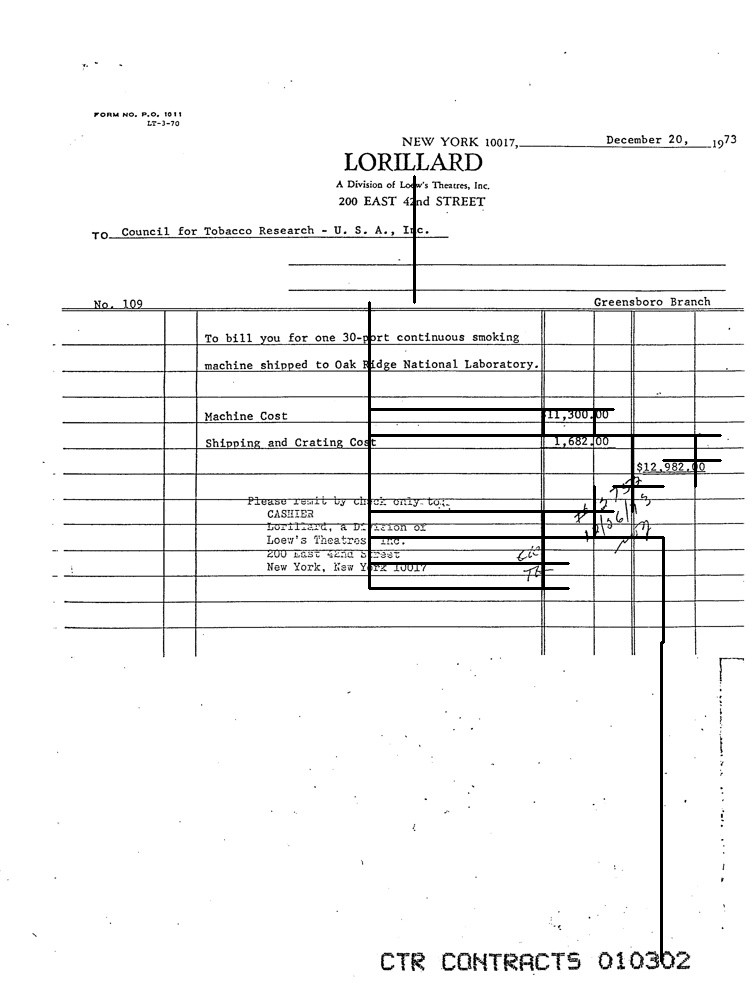 FORM NO. P.O. 1011
LT-3-70
NEW YORK 10017, December 20, 1973
LORILLARD
A Division of Loew's Theatres, Inc.
200 EAST 42nd STREET
TO Council for Tobacco Research - U. S. A., Inc.
No. 109 Greensboro Branch
To bill you for one 30-port continuous smoking
machine shipped to Oak Ridge National Laboratory.
Machine Cost $11,300.00
Shipping and Crating Cost 1,682.00
$12,982.00
Please remit by check only to:
CASHIER
Lorillard, a Division of
Loew's Theatres Inc.
200 East 42nd Street
New York, New York 10017
CTR CONTRACTS 010302